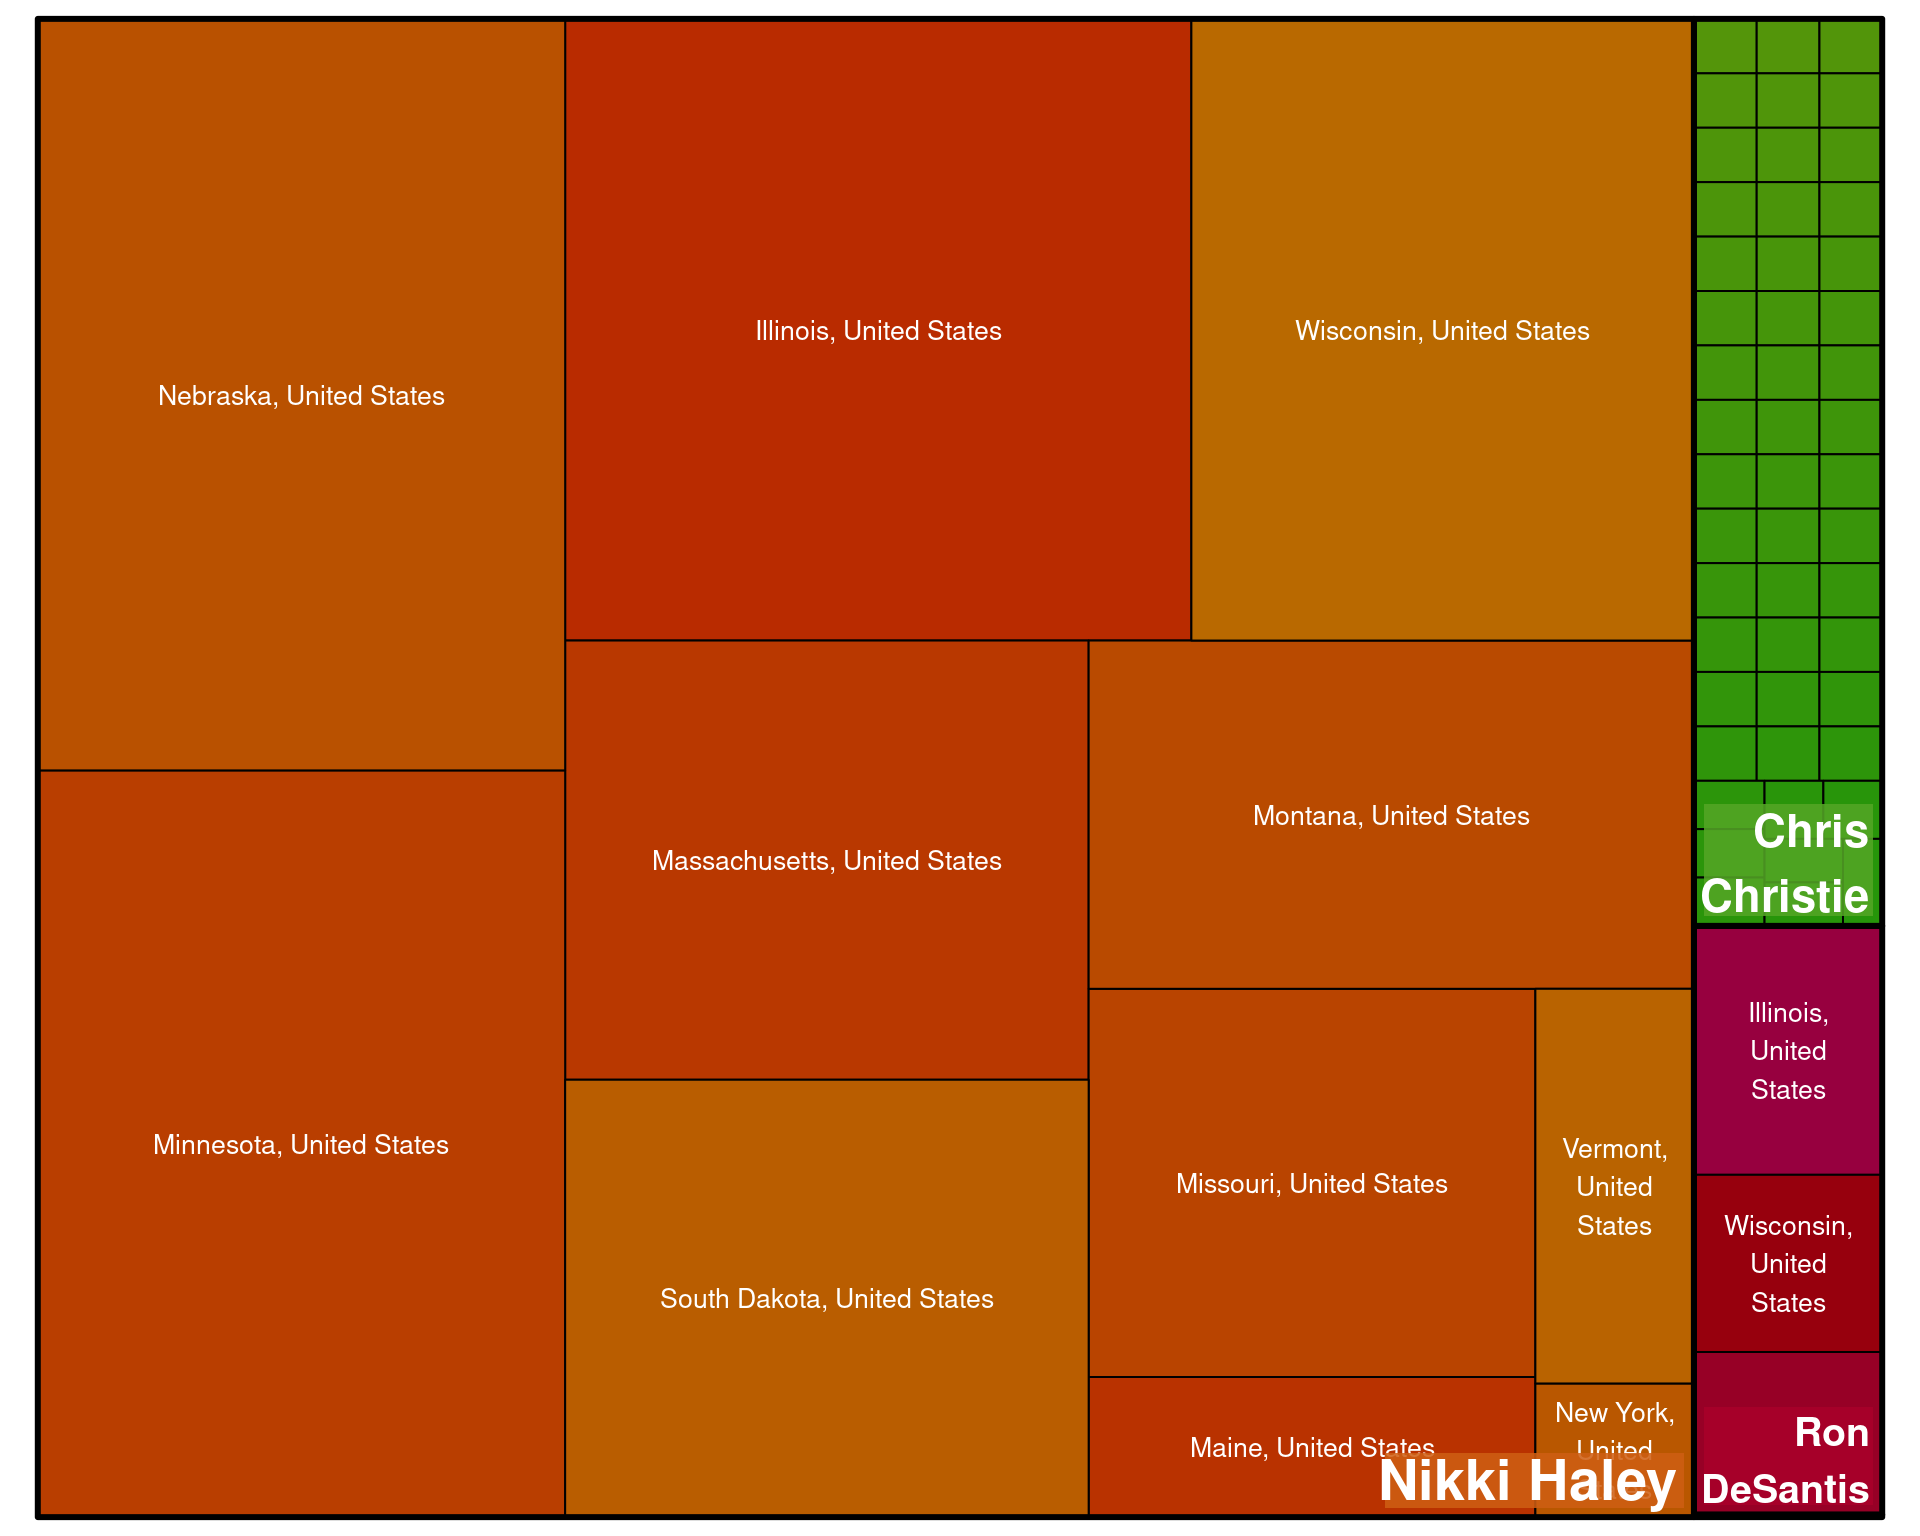 Nebraska, United States
Illinois, United States
Wisconsin, United States
Minnesota, United States
Massachusetts, United States
Montana, United States
South Dakota, United States
Missouri, United States
Vermont,
United
States
Maine, United States
New York,
United
Nikki Haley
Chris
Christie
Illinois,
United
States
Wisconsin,
United
States
Ron
DeSantis